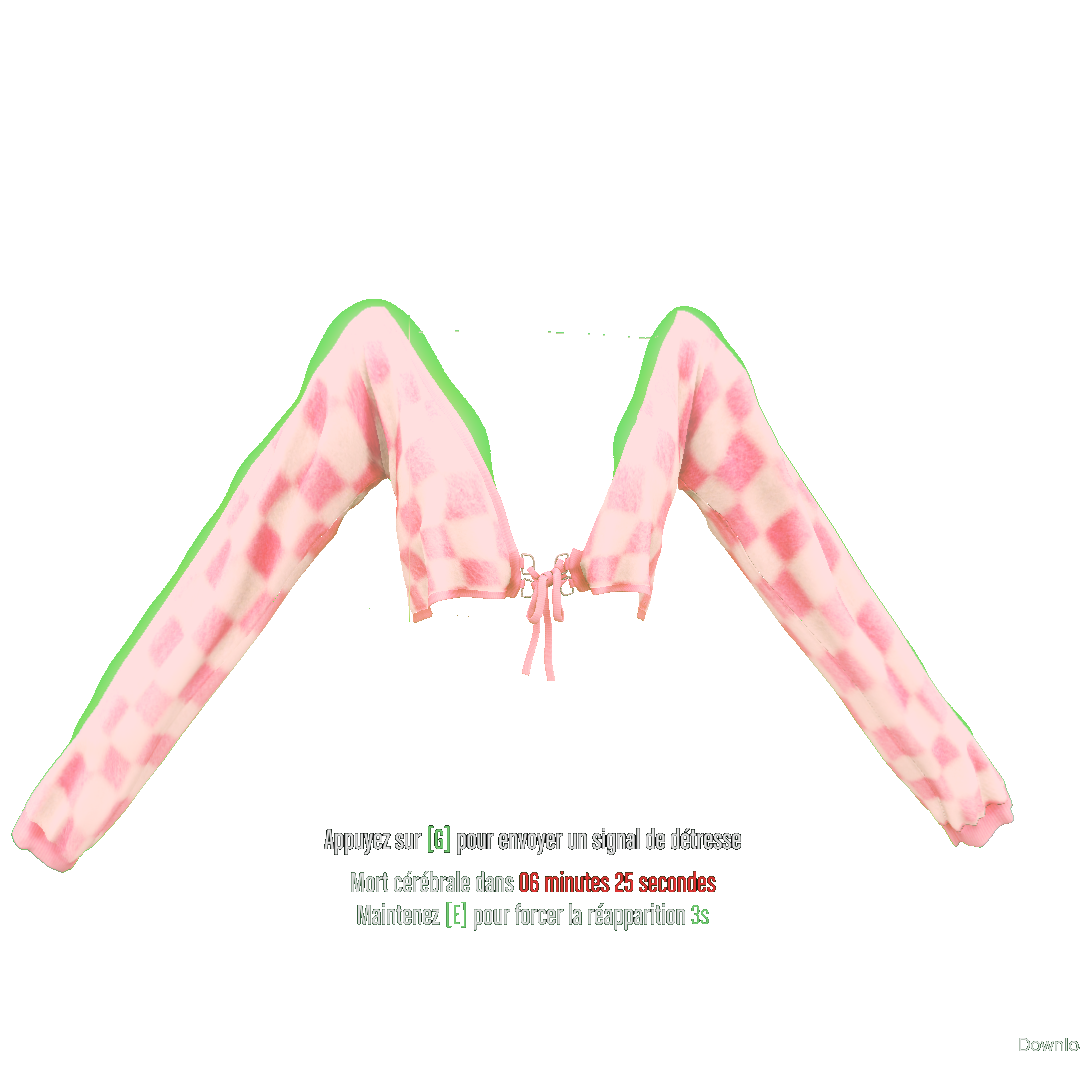 Appuyez sur [G] pour envoyer un signal de détresse
Mort cérébrale dans 06 minutes 25 secondes
Maintenez [E] pour forcer la réapparition 3s
Downlo